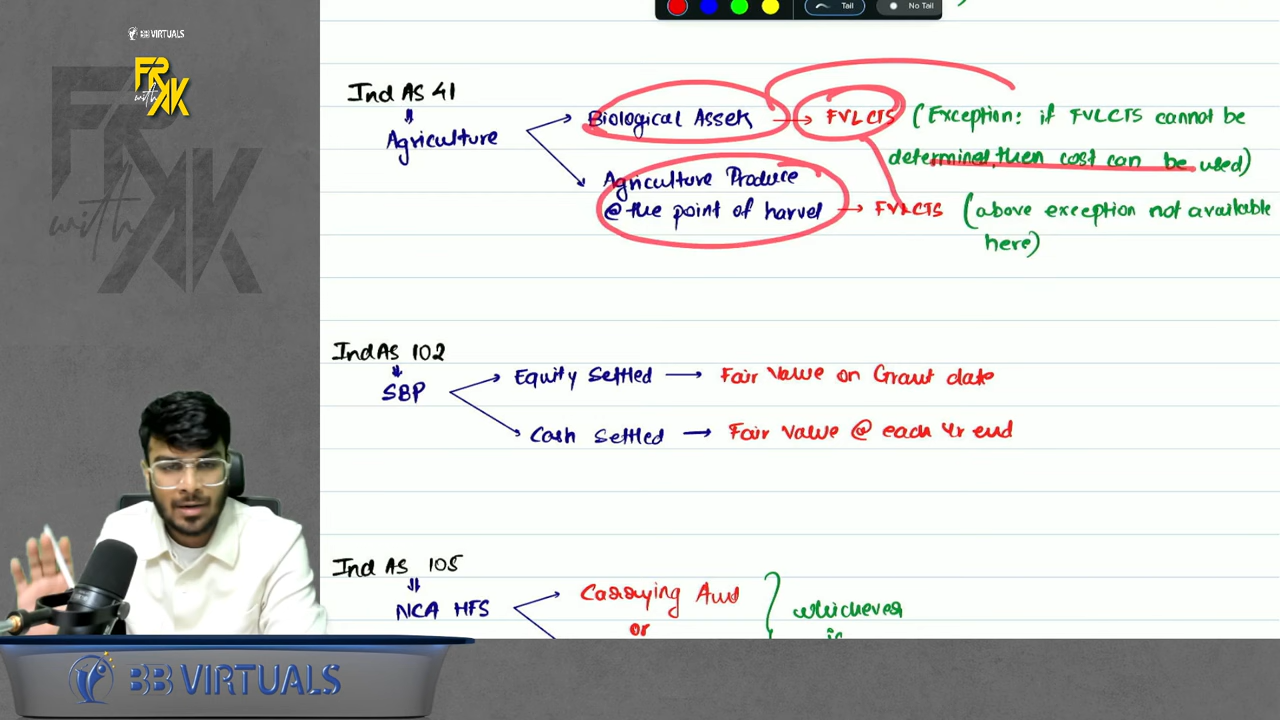 BB VIRTUALS
FR
with
AK
Tail
No Tail
Ind AS 41
Agriculture
Biological Assets → FVLCTS (Exception: if FVLCTS cannot be
determined, then cost can be used)
Agriculture Produce
@ the point of harvest → FVLCTS (above exception not available
here)
Ind AS 102
SBP
Equity Settled → Fair Value on Grant date
Cash Settled → Fair Value @ each Yr end
Ind AS 105
NCA HFS
Carrying Amt
or
whichever
is
BB VIRTUALS